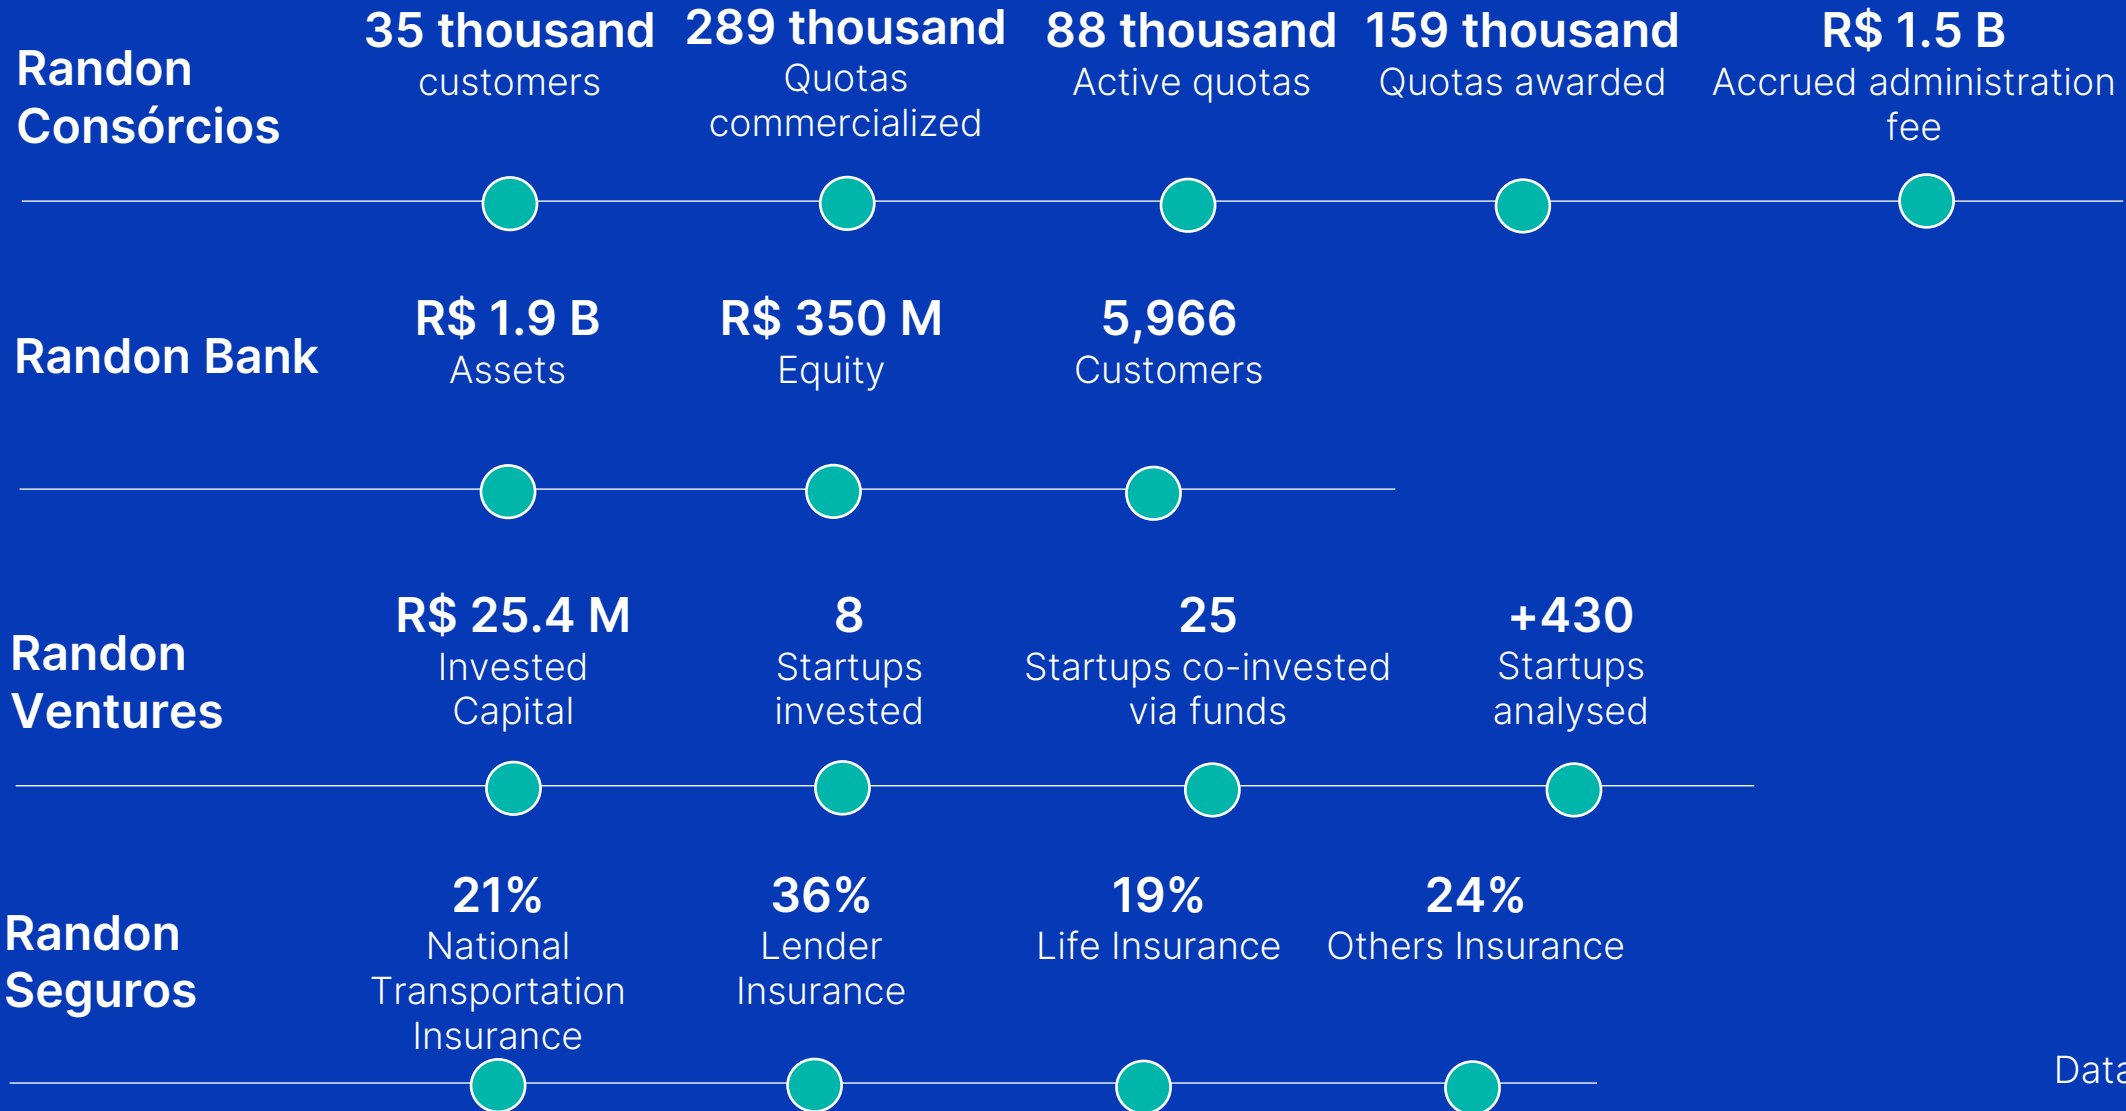 Randon
Consórcios
35 thousand
customers
289 thousand
Quotas
commercialized
88 thousand
Active quotas
159 thousand
Quotas awarded
R$ 1.5 B
Accrued administration
fee
Randon Bank
R$ 1.9 B
Assets
R$ 350 M
Equity
5,966
Customers
Randon
Ventures
R$ 25.4 M
Invested
Capital
8
Startups
invested
25
Startups co-invested
via funds
+430
Startups
analysed
Randon
Seguros
21%
National
Transportation
Insurance
36%
Lender
Insurance
19%
Life Insurance
24%
Others Insurance
Data